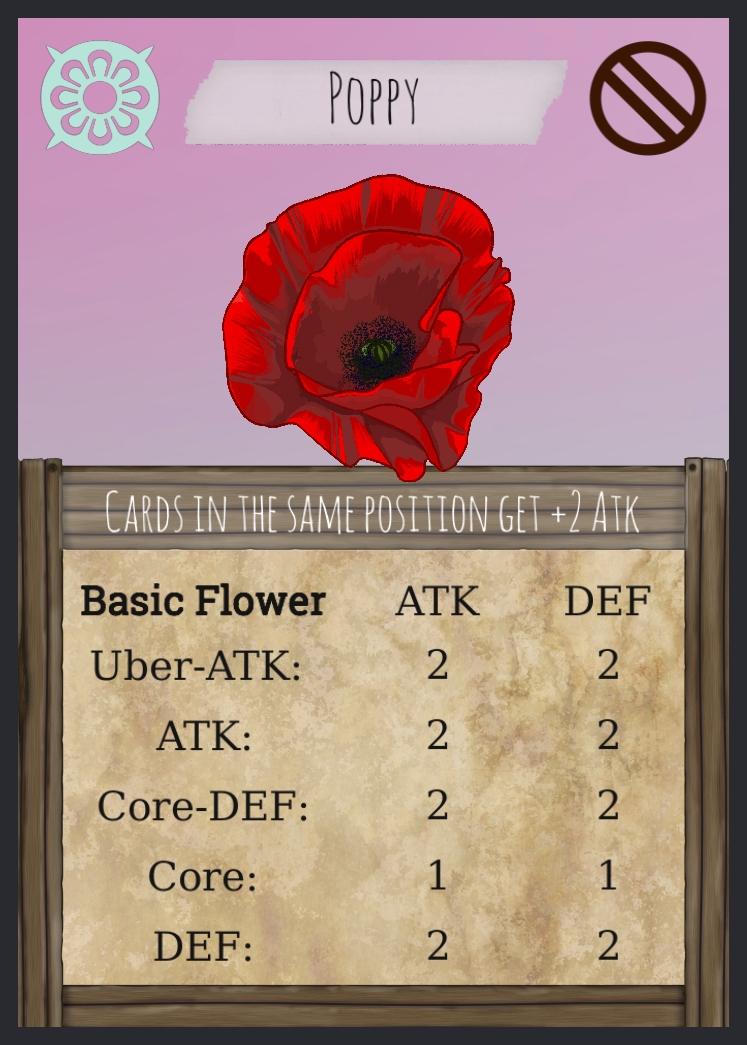 Poppy
Cards in the same position get +2 Atk
Basic Flower ATK DEF
Uber-ATK: 2 2
ATK: 2 2
Core-DEF: 2 2
Core: 1 1
DEF: 2 2